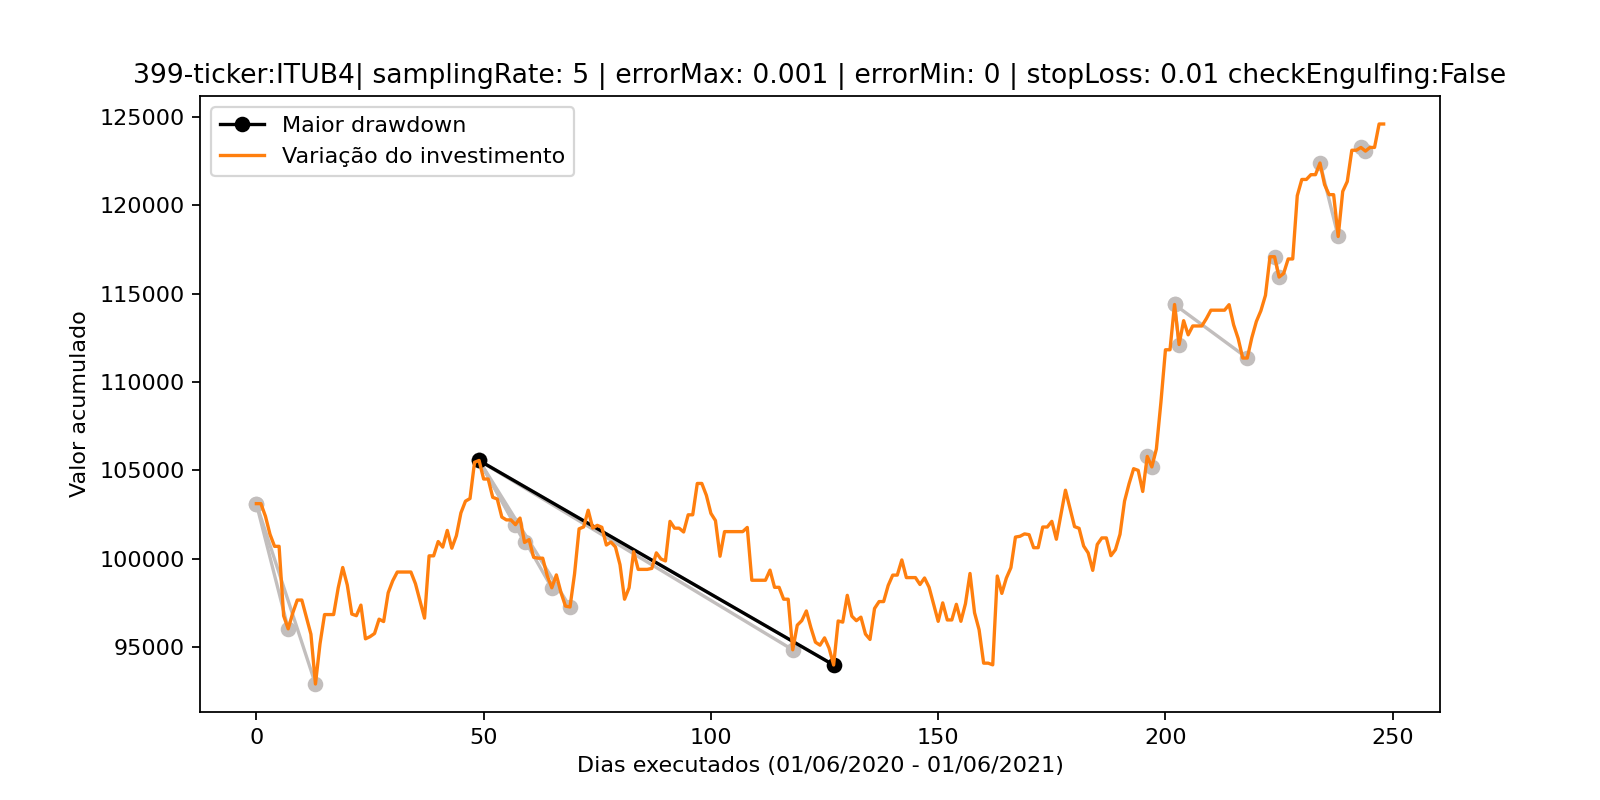 399-ticker:ITUB4| samplingRate: 5 | errorMax: 0.001 | errorMin: 0 | stopLoss: 0.01 checkEngulfing:False
Maior drawdown
Variação do investimento
Valor acumulado
125000
120000
115000
110000
105000
100000
95000
0 50 100 150 200 250
Dias executados (01/06/2020 - 01/06/2021)